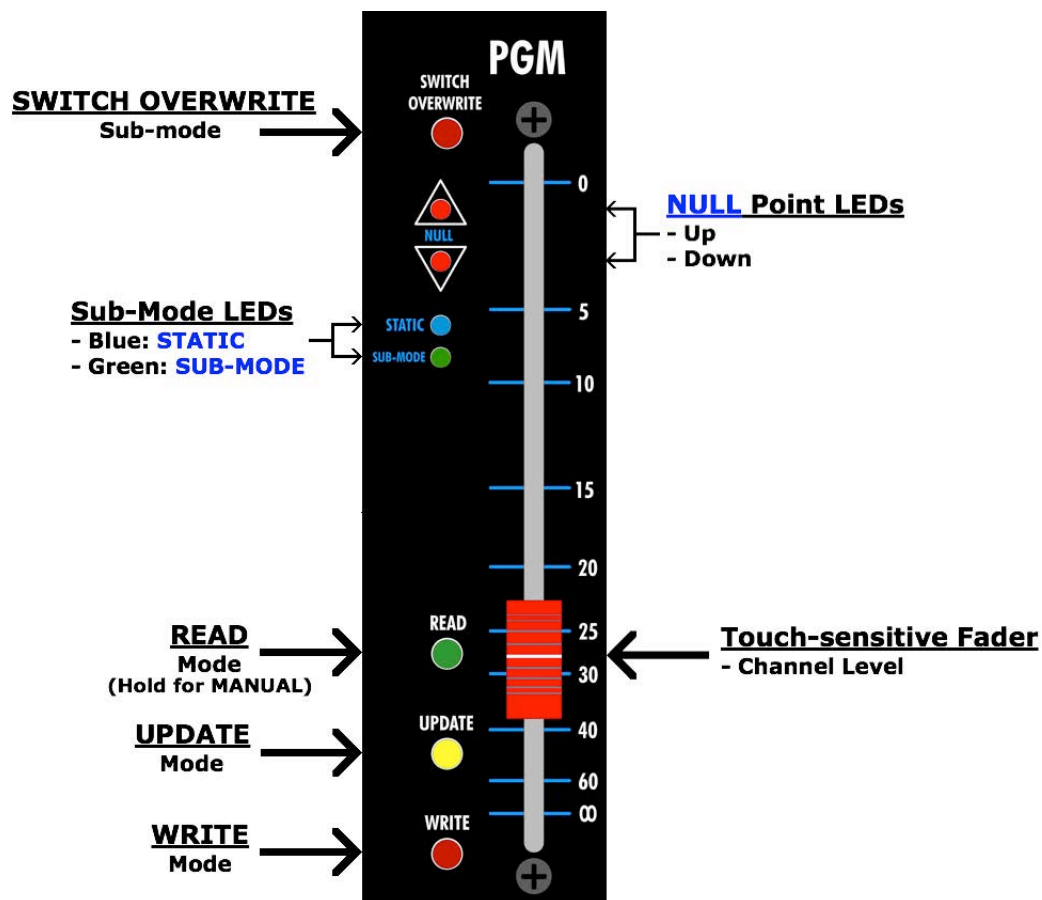 PGM
SWITCH
OVERWRITE
SWITCH OVERWRITE
Sub-mode
0
NULL
NULL Point LEDs
- Up
- Down
5
Sub-Mode LEDs
- Blue: STATIC
- Green: SUB-MODE
STATIC
SUB-MODE
10
15
20
READ
Mode
(Hold for MANUAL)
READ
25
30
Touch-sensitive Fader
- Channel Level
UPDATE
Mode
UPDATE
40
60
∞
WRITE
Mode
WRITE